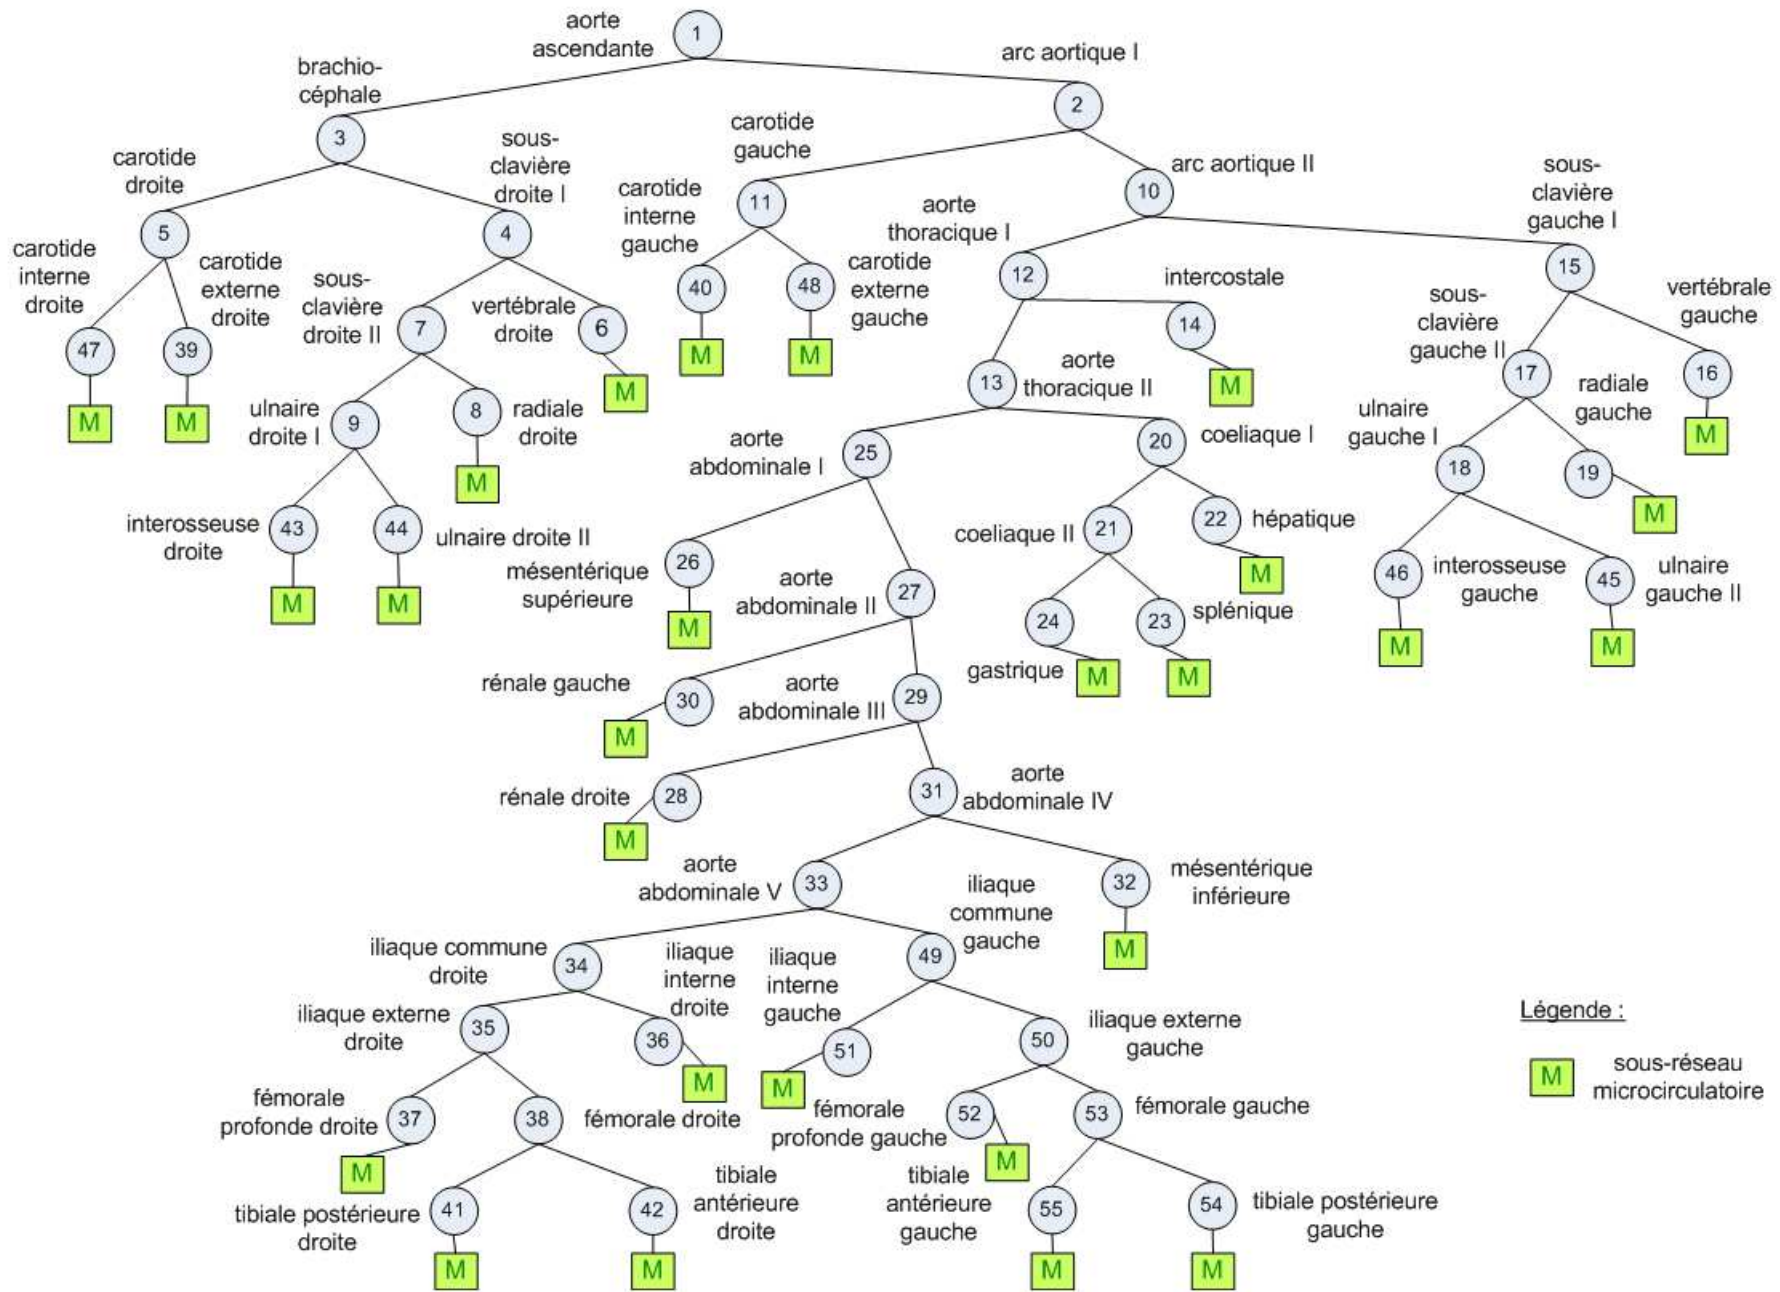 aorte
ascendante
1
arc aortique I
brachio-
céphale
3
2
carotide
gauche
sous-
clavière
droite I
carotide
droite
arc aortique II
10
sous-
clavière
gauche I
carotide
interne
gauche
11
aorte
thoracique I
5
4
carotide
interne
droite
carotide
externe
droite
sous-
clavière
droite II
vertébrale
droite
40
48
carotide
externe
gauche
12
intercostale
15
sous-
clavière
gauche II
vertébrale
gauche
47
39
7
6
M
M
14
M
M
M
M
13
aorte
thoracique II
M
17
16
radiale
gauche
M
ulnaire
droite I
9
8
radiale
droite
M
aorte
abdominale I
25
20
coeliaque I
ulnaire
gauche I
18
19
M
interosseuse
droite
43
44
ulnaire droite II
M
M
mésentérique
supérieure
26
M
coeliaque II
21
22
hépatique
M
46
interosseuse
gauche
45
ulnaire
gauche II
M
M
aorte
abdominale II
27
24
23
splénique
gastrique
M
M
rénale gauche
30
M
aorte
abdominale III
29
rénale droite
28
M
31
aorte
abdominale IV
aorte
abdominale V
33
32
mésentérique
inférieure
M
iliaque commune
droite
34
iliaque
interne
droite
iliaque
interne
gauche
49
iliaque
commune
gauche
iliaque externe
droite
35
36
M
51
M
50
iliaque externe
gauche
fémorale
profonde droite
37
M
38
fémorale droite
fémorale
profonde gauche
52
M
53
fémorale gauche
tibiale postérieure
droite
41
M
42
M
tibiale
antérieure
droite
tibiale
antérieure
gauche
55
M
54
M
tibiale postérieure
gauche
Légende :
M
sous-réseau
microcirculatoire